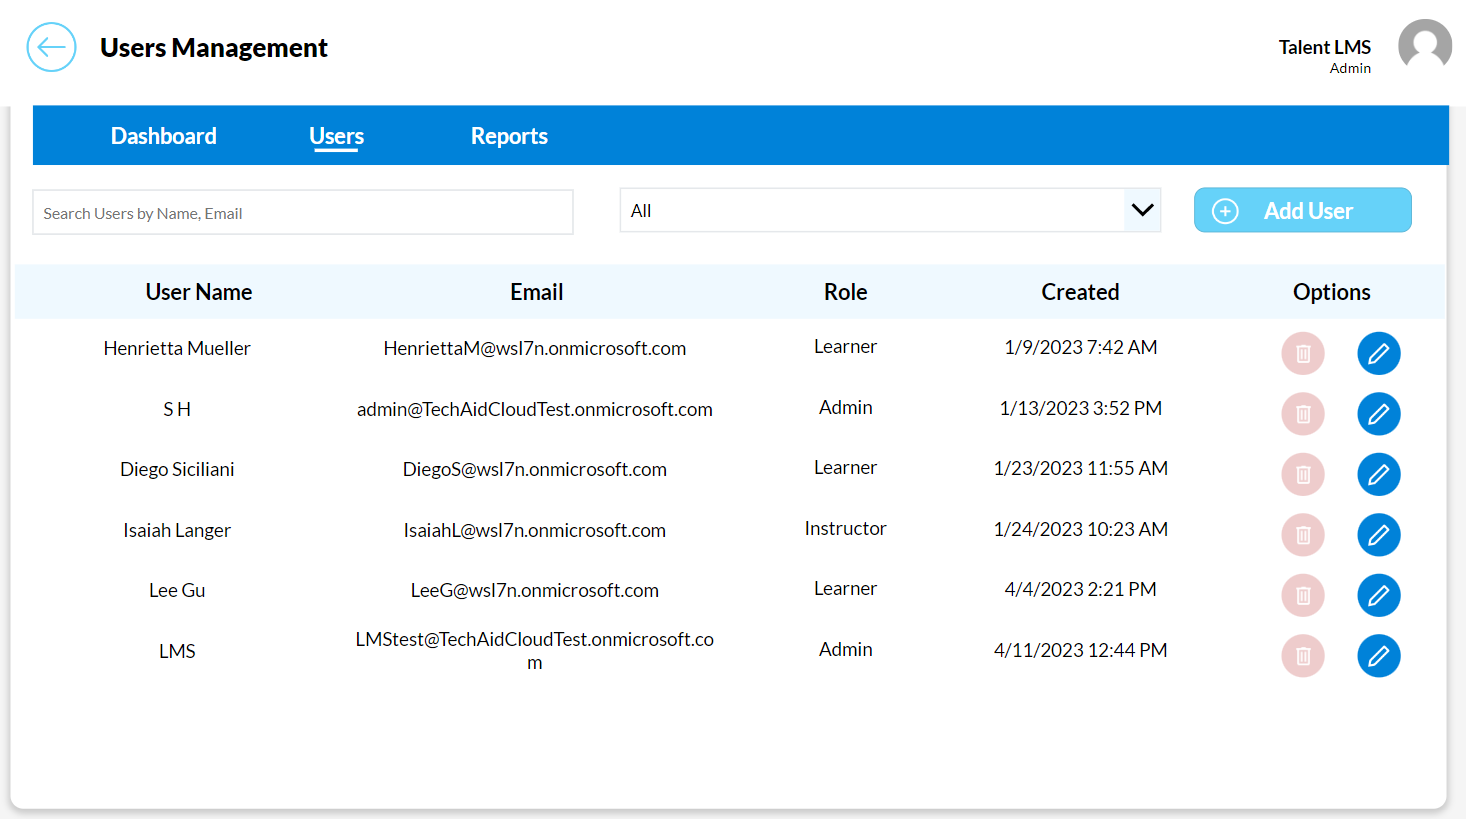 Users Management
Talent LMS
Admin
Dashboard Users Reports
Search Users by Name, Email
All
Add User
User Name Email Role Created Options
Henrietta Mueller HenriettaM@wsl7n.onmicrosoft.com Learner 1/9/2023 7:42 AM
S H admin@TechAidCloudTest.onmicrosoft.com Admin 1/13/2023 3:52 PM
Diego Siciliani DiegoS@wsl7n.onmicrosoft.com Learner 1/23/2023 11:55 AM
Isaiah Langer IsaiahL@wsl7n.onmicrosoft.com Instructor 1/24/2023 10:23 AM
Lee Gu LeeG@wsl7n.onmicrosoft.com Learner 4/4/2023 2:21 PM
LMS LMStest@TechAidCloudTest.onmicrosoft.co Admin 4/11/2023 12:44 PM
m